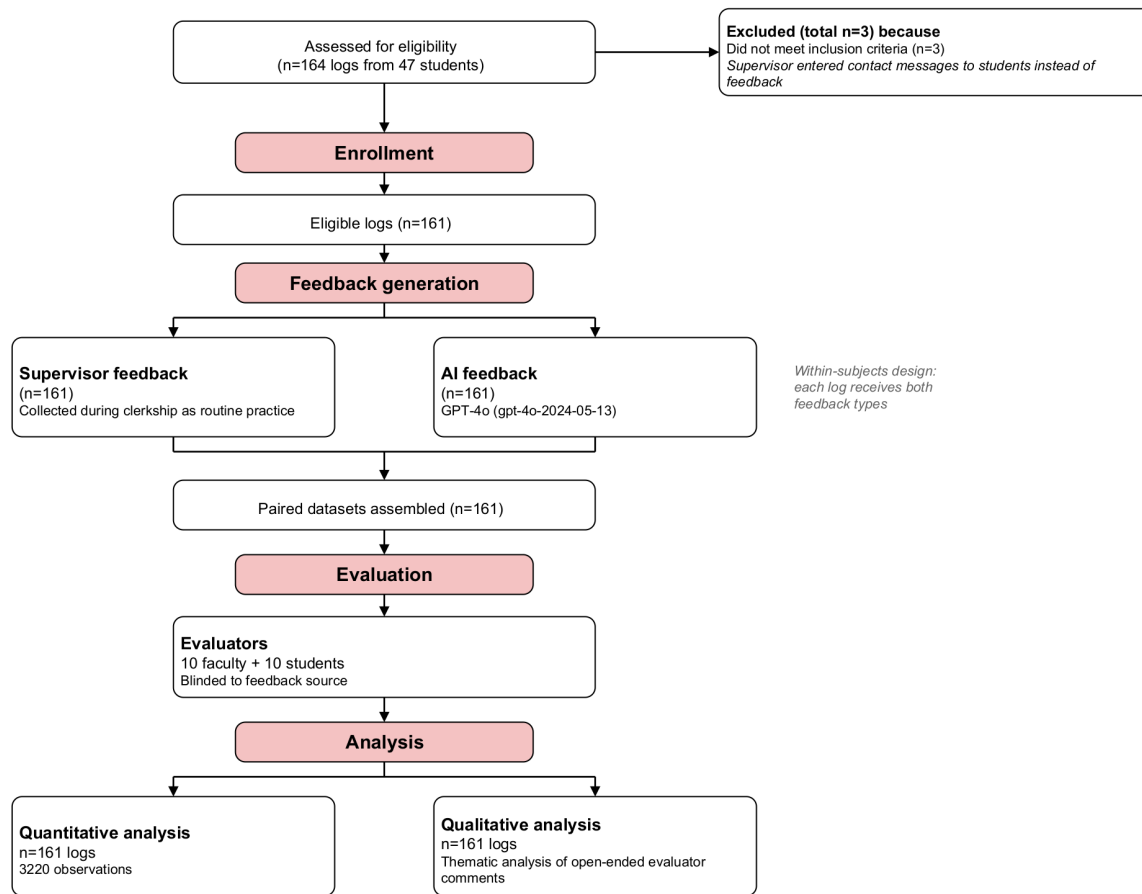 Assessed for eligibility
(n=164 logs from 47 students)
Excluded (total n=3) because
Did not meet inclusion criteria (n=3)
Supervisor entered contact messages to students instead of
feedback
Enrollment
Eligible logs (n=161)
Feedback generation
Supervisor feedback
(n=161)
Collected during clerkship as routine practice
AI feedback
(n=161)
GPT-4o (gpt-4o-2024-05-13)
Within-subjects design:
each log receives both
feedback types
Paired datasets assembled (n=161)
Evaluation
Evaluators
10 faculty + 10 students
Blinded to feedback source
Analysis
Quantitative analysis
n=161 logs
3220 observations
Qualitative analysis
n=161 logs
Thematic analysis of open-ended evaluator
comments